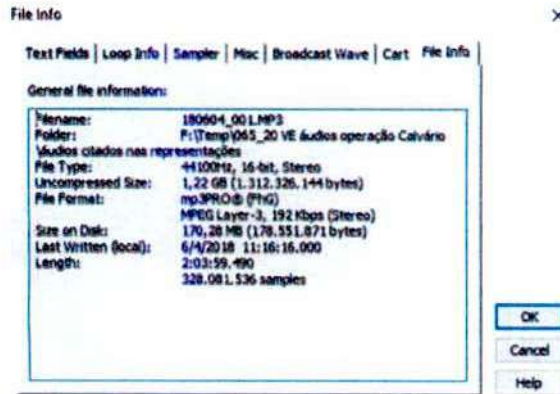 File Info
Text Fields | Loop Info | Sampler | Misc | Broadcast Wave | Cart | File Info
General file information:
Filename: 180604_001.MP3
Folder: F:\Temp\065_20 VE áudios operação Calvário
\Áudios citados nas representações
File Type: 44100Hz, 16-bit, Stereo
Uncompressed Size: 1,22 GB (1.312.326.144 bytes)
File Format: mp3PRO® (FhG)
MPEG Layer-3, 192 Kbps (Stereo)
Size on Disk: 170,28 MB (178.551.871 bytes)
Last Written (local): 6/4/2018 11:16:16.000
Length: 2:03:59.490
328.081.536 samples
OK
Cancel
Help